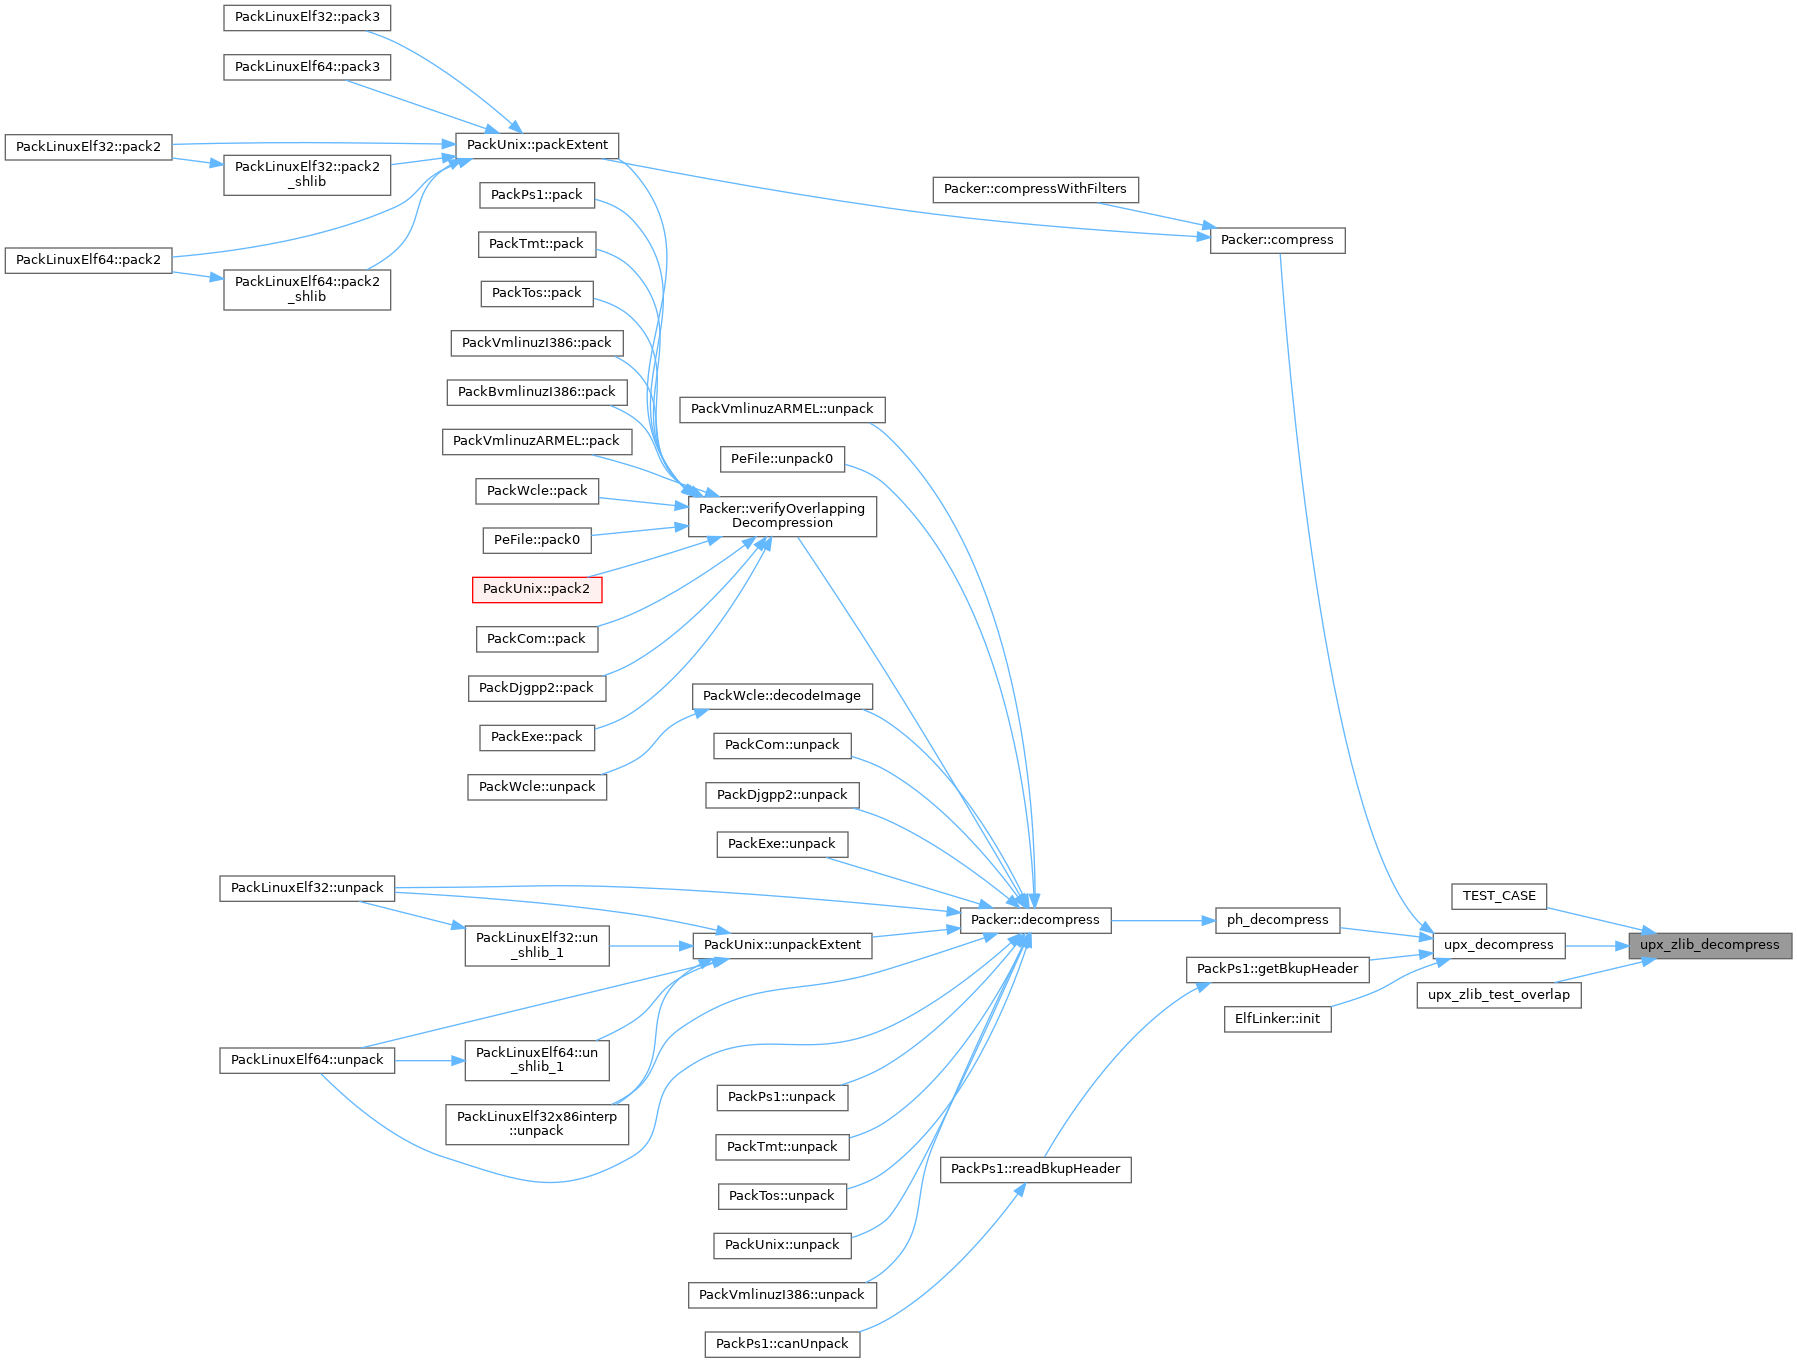 PackLinuxElf32::pack3
PackLinuxElf64::pack3
PackLinuxElf32::pack2
PackLinuxElf32::pack2
_shlib
PackLinuxElf64::pack2
PackLinuxElf64::pack2
_shlib
PackUnix::packExtent
PackPs1::pack
PackTmt::pack
PackTos::pack
PackVmlinuzI386::pack
PackBvmlinuzI386::pack
PackVmlinuzARMEL::pack
PackWcle::pack
PeFile::pack0
PackUnix::pack2
PackCom::pack
PackDjgpp2::pack
PackExe::pack
PackWcle::unpack
PackLinuxElf32::unpack
PackLinuxElf32::un
_shlib_1
PackLinuxElf64::unpack
PackLinuxElf64::un
_shlib_1
PackLinuxElf32x86interp
::unpack
PackVmlinuzARMEL::unpack
PeFile::unpack0
Packer::verifyOverlapping
Decompression
PackWcle::decodeImage
PackCom::unpack
PackDjgpp2::unpack
PackExe::unpack
PackUnix::unpackExtent
PackPs1::unpack
PackTmt::unpack
PackTos::unpack
PackUnix::unpack
PackVmlinuzI386::unpack
PackPs1::canUnpack
Packer::compressWithFilters
Packer::compress
Packer::decompress
ph_decompress
PackPs1::getBkupHeader
ElfLinker::init
PackPs1::readBkupHeader
TEST_CASE
upx_decompress
upx_zlib_test_overlap
upx_zlib_decompress